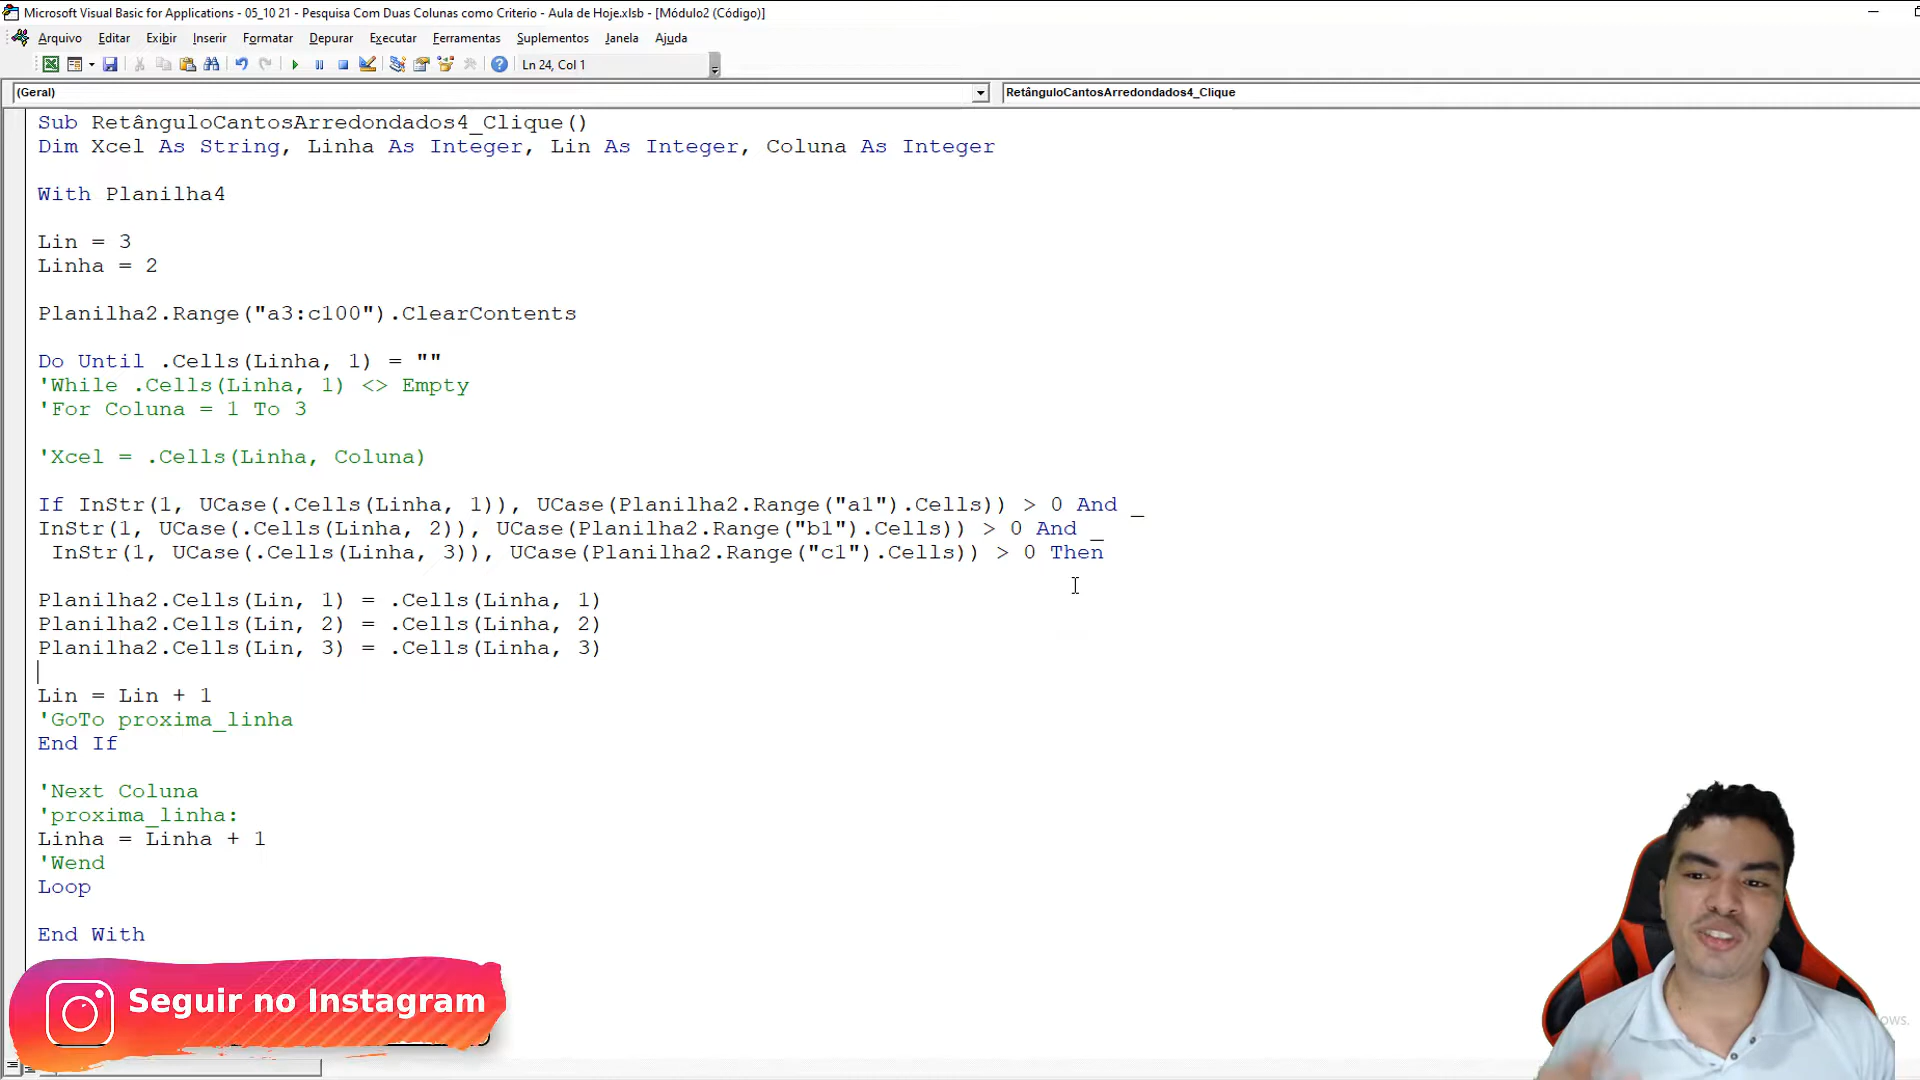 Microsoft Visual Basic for Applications - 05_10 21 - Pesquisa Com Duas Colunas como Criterio - Aula de Hoje.xlsb - [Módulo2 (Código)]
Arquivo Editar Exibir Inserir Formatar Depurar Executar Ferramentas Suplementos Janela Ajuda
Ln 24, Col 1
(Geral) RetânguloCantosArredondados4_Clique
Sub RetânguloCantosArredondados4_Clique()
Dim Xcel As String, Linha As Integer, Lin As Integer, Coluna As Integer
With Planilha4
Lin = 3
Linha = 2
Planilha2.Range("a3:c100").ClearContents
Do Until .Cells(Linha, 1) = ""
'While .Cells(Linha, 1) <> Empty
'For Coluna = 1 To 3
'Xcel = .Cells(Linha, Coluna)
If InStr(1, UCase(.Cells(Linha, 1)), UCase(Planilha2.Range("a1").Cells)) > 0 And _
InStr(1, UCase(.Cells(Linha, 2)), UCase(Planilha2.Range("b1").Cells)) > 0 And _
InStr(1, UCase(.Cells(Linha, 3)), UCase(Planilha2.Range("c1").Cells)) > 0 Then
Planilha2.Cells(Lin, 1) = .Cells(Linha, 1)
Planilha2.Cells(Lin, 2) = .Cells(Linha, 2)
Planilha2.Cells(Lin, 3) = .Cells(Linha, 3)
Lin = Lin + 1
'GoTo proxima_linha
End If
'Next Coluna
'proxima_linha:
Linha = Linha + 1
'Wend
Loop
End With
Seguir no Instagram